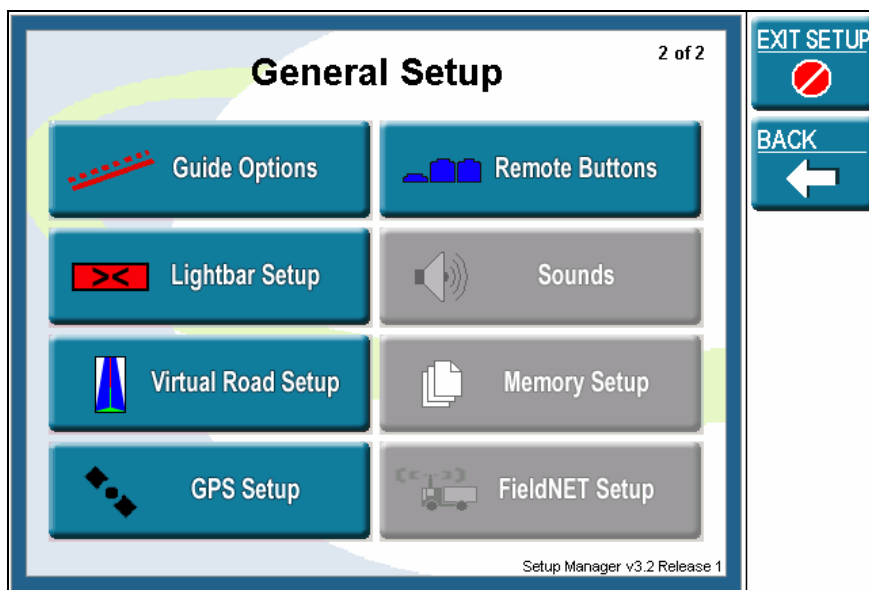 General Setup
2 of 2
Guide Options
Remote Buttons
Lightbar Setup
Sounds
Virtual Road Setup
Memory Setup
GPS Setup
FieldNET Setup
Setup Manager v3.2 Release 1
EXIT SETUP
BACK